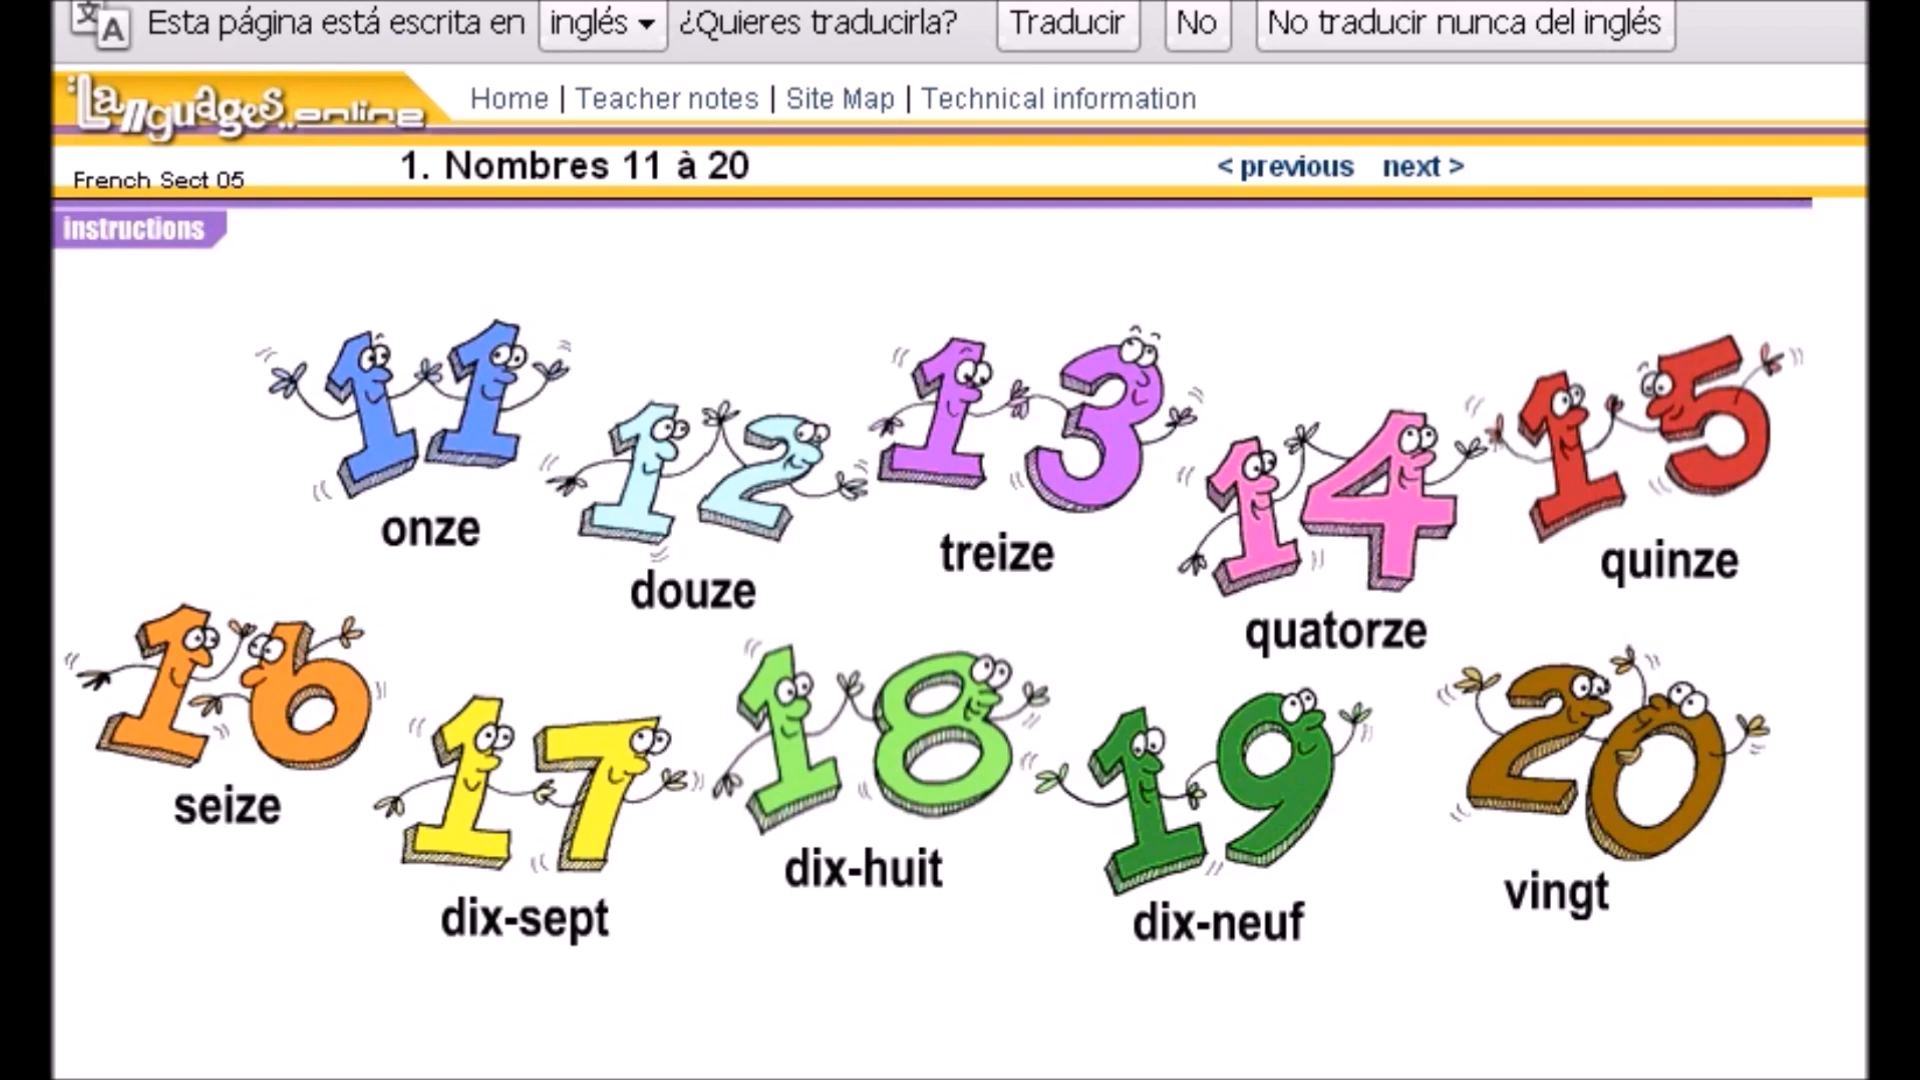 Esta página está escrita en inglés ¿Quieres traducirla? Traducir No No traducir nunca del inglés
Languages..online Home | Teacher notes | Site Map | Technical information
French Sect 05 1. Nombres 11 à 20 < previous next >
instructions
11 12 13 14 15
onze douze treize quatorze quinze
16 17 18 19 20
seize dix-sept dix-huit dix-neuf vingt